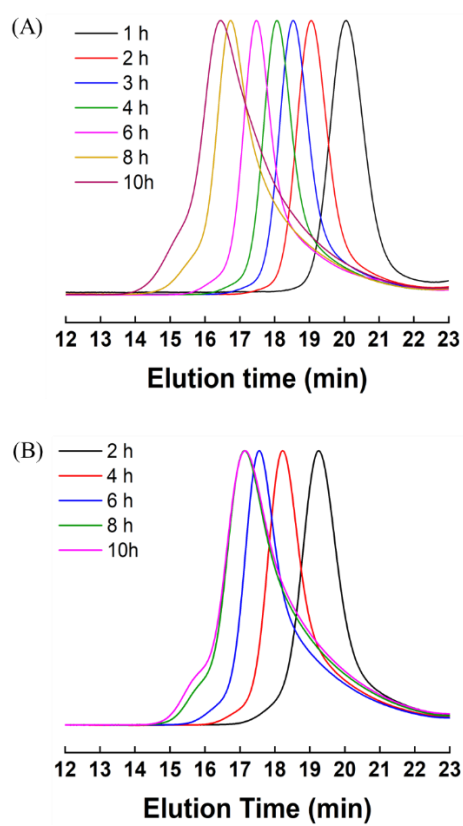 (A)
1 h
2 h
3 h
4 h
6 h
8 h
10h
12 13 14 15 16 17 18 19 20 21 22 23
Elution time (min)
(B)
2 h
4 h
6 h
8 h
10h
12 13 14 15 16 17 18 19 20 21 22 23
Elution Time (min)